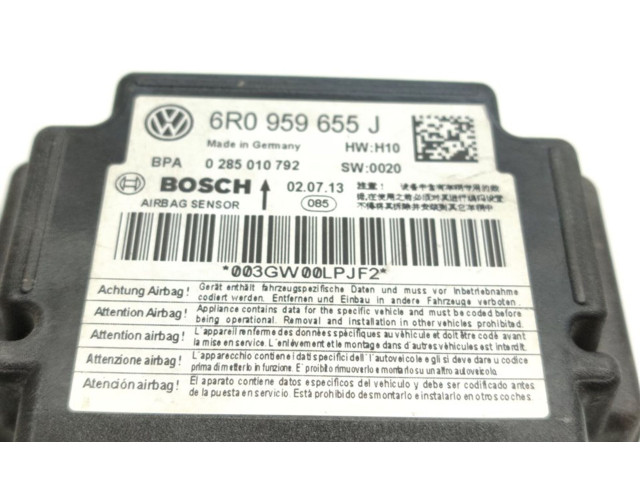 6R0 959 655 J
Made in Germany HW:H10
BPA 0 285 010 792 SW:0020
BOSCH 02.07.13
AIRBAG SENSOR 085
*003GW00LPJF2*
Achtung Airbag! Gerät enthält fahrzeugspezifische Daten und muss vor Inbetriebnahme
codiert werden. Entfernen und Einbau in andere Fahrzeuge verboten.
Attention Airbag! Appliance contains data for the specific vehicle and must be coded before
being operational. Removal and installation in other vehicles prohibited.
Attention airbag! L'appareil renferme des données spécifiques au véhicule et doit être codé avant
la mise en service. L'enlèvement et le montage dans d'autres véhicules est interdit.
Attenzione airbag! L'apparecchio contiene i dati specifici dell'autoveicolo e gli si deve dare u codice
prima di metterlo in funzione. E' proibito rimuoverlo e montarlo su un altro autoveicolo.
Atención airbag! El aparato contiene datos específicos del vehículo y debe ser codificado antes
de la puesta en servicio. Está prohibido desmontarlo e instalarlo en otros coches.